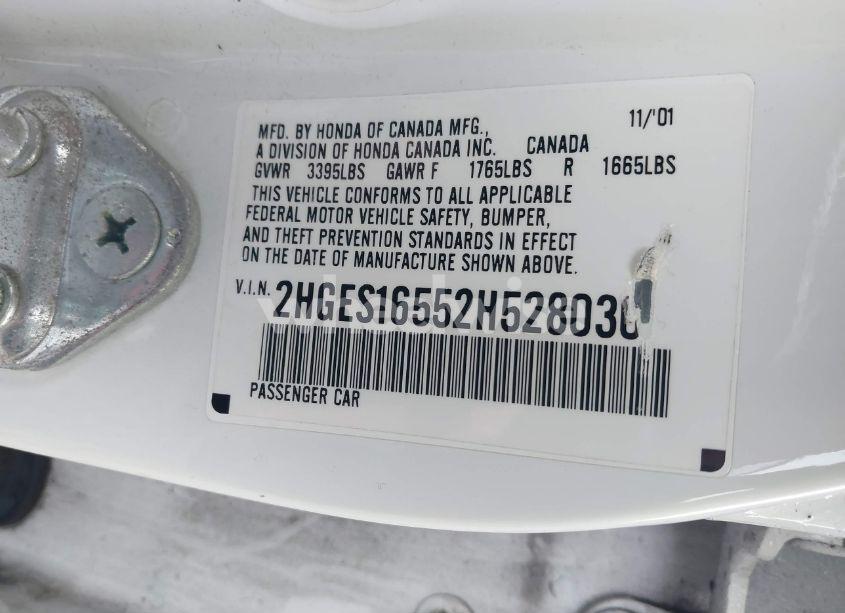 11/'01
MFD. BY HONDA OF CANADA MFG.,
A DIVISION OF HONDA CANADA INC. CANADA
GVWR 3395LBS GAWR F 1765LBS R 1665LBS
THIS VEHICLE CONFORMS TO ALL APPLICABLE
FEDERAL MOTOR VEHICLE SAFETY, BUMPER,
AND THEFT PREVENTION STANDARDS IN EFFECT
ON THE DATE OF MANUFACTURE SHOWN ABOVE.
V.I.N. 2HGES16552H528030
PASSENGER CAR